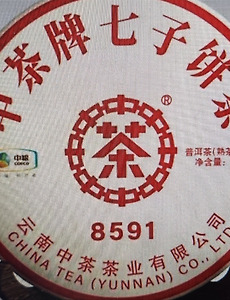 中茶牌七子饼茶
中粮
COFCO
茶
®
普洱茶(熟茶
净含量:
8591
云南中茶茶业有限公司
CHINA TEA (YUNNAN) CO., LTD